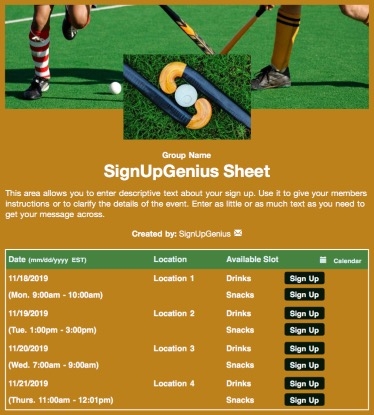 Group Name
SignUpGenius Sheet
This area allows you to enter descriptive text about your sign up. Use it to give your members
instructions or to clarify the details of the event. Enter as little or as much text as you need to
get your message across.
Created by: SignUpGenius
Date (mm/dd/yyyy EST) Location Available Slot Calendar
11/18/2019 Location 1 Drinks Sign Up
(Mon. 9:00am - 10:00am) Snacks Sign Up
11/19/2019 Location 2 Drinks Sign Up
(Tue. 1:00pm - 3:00pm) Snacks Sign Up
11/20/2019 Location 3 Drinks Sign Up
(Wed. 7:00am - 9:00am) Snacks Sign Up
11/21/2019 Location 4 Drinks Sign Up
(Thurs. 11:00am - 12:01pm) Snacks Sign Up